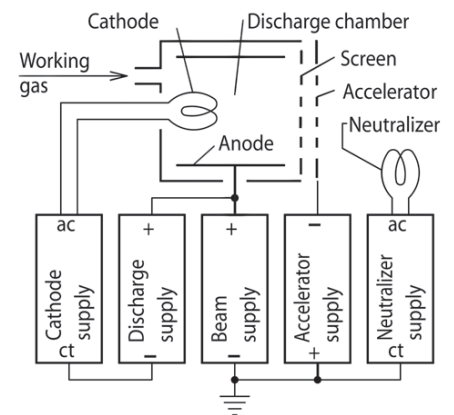 Cathode
Discharge chamber
Working
gas
Screen
Accelerator
Neutralizer
Anode
ac
+
+
−
ac
Cathode
supply
Discharge
supply
Beam
supply
Accelerator
supply
Neutralizer
supply
ct
−
−
+
ct